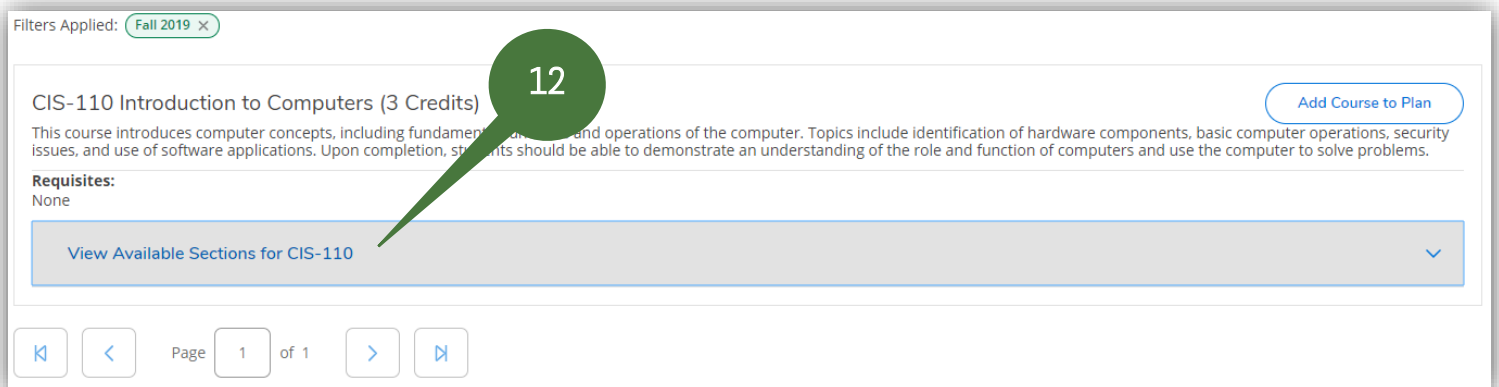 Filters Applied: Fall 2019 ×
12
CIS-110 Introduction to Computers (3 Credits)
Add Course to Plan
This course introduces computer concepts, including fundament and operations of the computer. Topics include identification of hardware components, basic computer operations, security
issues, and use of software applications. Upon completion, students should be able to demonstrate an understanding of the role and function of computers and use the computer to solve problems.
Requisites:
None
View Available Sections for CIS-110
Page 1 of 1